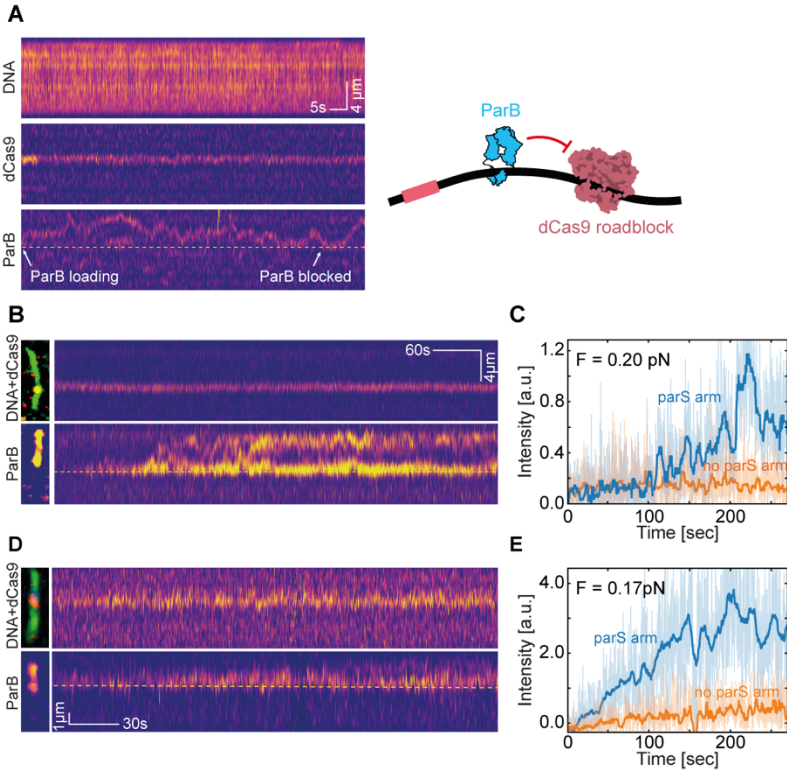 A
DNA
5s
4 µm
dCas9
ParB
ParB loading
ParB blocked
ParB
dCas9 roadblock
B
DNA+dCas9
60s
4µm
ParB
C
Intensity [a.u.]
1.2
0.8
0.4
0.0
F = 0.20 pN
parS arm
no parS arm
0
100
200
Time [sec]
D
DNA+dCas9
ParB
1µm
30s
E
Intensity [a.u.]
4.0
2.0
0.0
F = 0.17pN
parS arm
no parS arm
0
100
200
Time [sec]